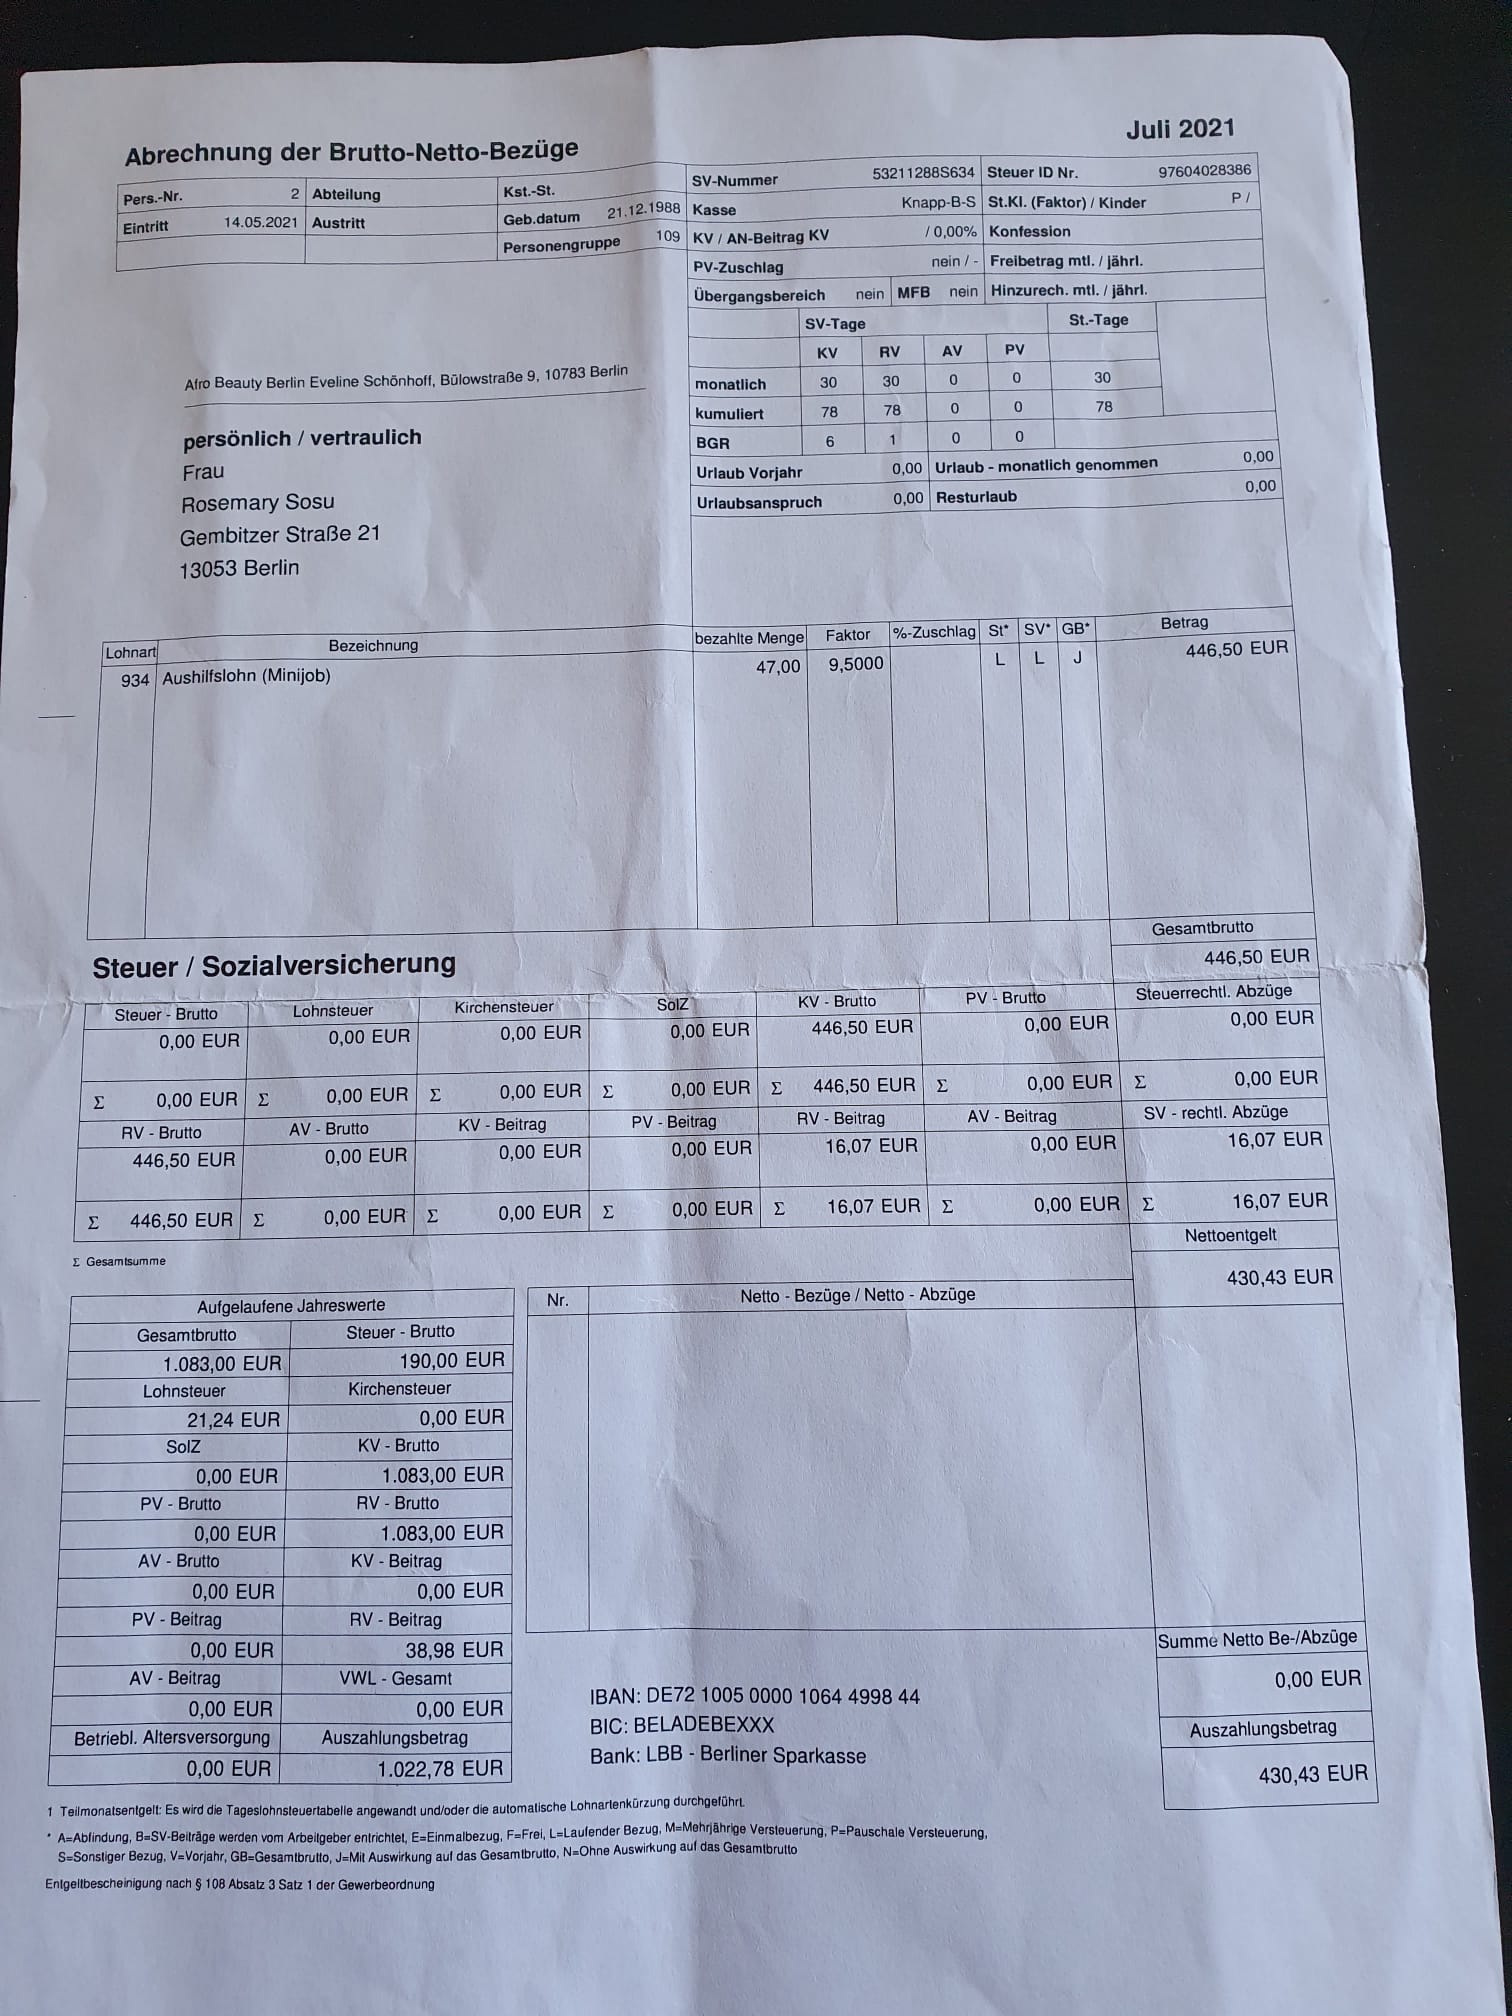 Juli 2021
Abrechnung der Brutto-Netto-Bezüge
Pers.-Nr. 2 Abteilung Kst.-St.
Eintritt 14.05.2021 Austritt Geb.datum 21.12.1988
Personengruppe 109
SV-Nummer 53211288S634 Steuer ID Nr. 97604028386
Kasse Knapp-B-S St.Kl. (Faktor) / Kinder P /
KV / AN-Beitrag KV / 0,00% Konfession
PV-Zuschlag nein / - Freibetrag mtl. / jährl.
Übergangsbereich nein MFB nein Hinzurech. mtl. / jährl.
SV-Tage St.-Tage
KV RV AV PV
monatlich 30 30 0 0 30
kumuliert 78 78 0 0 78
BGR 6 1 0 0
Urlaub Vorjahr 0,00 Urlaub - monatlich genommen 0,00
Urlaubsanspruch 0,00 Resturlaub 0,00
Afro Beauty Berlin Eveline Schönhoff, Bülowstraße 9, 10783 Berlin
persönlich / vertraulich
Frau
Rosemary Sosu
Gembitzer Straße 21
13053 Berlin
Lohnart Bezeichnung bezahlte Menge Faktor %-Zuschlag St* SV* GB* Betrag
934 Aushilfslohn (Minijob) 47,00 9,5000 L L J 446,50 EUR
Gesamtbrutto
446,50 EUR
Steuer / Sozialversicherung
Steuer - Brutto Lohnsteuer Kirchensteuer SolZ KV - Brutto PV - Brutto Steuerrechtl. Abzüge
0,00 EUR 0,00 EUR 0,00 EUR 0,00 EUR 446,50 EUR 0,00 EUR 0,00 EUR
Σ 0,00 EUR Σ 0,00 EUR Σ 0,00 EUR Σ 0,00 EUR Σ 446,50 EUR Σ 0,00 EUR Σ 0,00 EUR
RV - Brutto AV - Brutto KV - Beitrag PV - Beitrag RV - Beitrag AV - Beitrag SV - rechtl. Abzüge
446,50 EUR 0,00 EUR 0,00 EUR 0,00 EUR 16,07 EUR 0,00 EUR 16,07 EUR
Σ 446,50 EUR Σ 0,00 EUR Σ 0,00 EUR Σ 0,00 EUR Σ 16,07 EUR Σ 0,00 EUR Σ 16,07 EUR
Σ Gesamtsumme
Nettoentgelt
430,43 EUR
Nr. Netto - Bezüge / Netto - Abzüge
Aufgelaufene Jahreswerte
Gesamtbrutto Steuer - Brutto
1.083,00 EUR 190,00 EUR
Lohnsteuer Kirchensteuer
21,24 EUR 0,00 EUR
SolZ KV - Brutto
0,00 EUR 1.083,00 EUR
PV - Brutto RV - Brutto
0,00 EUR 1.083,00 EUR
AV - Brutto KV - Beitrag
0,00 EUR 0,00 EUR
PV - Beitrag RV - Beitrag
0,00 EUR 38,98 EUR
AV - Beitrag VWL - Gesamt
0,00 EUR 0,00 EUR
Betriebl. Altersversorgung Auszahlungsbetrag
0,00 EUR 1.022,78 EUR
IBAN: DE72 1005 0000 1064 4998 44
BIC: BELADEBEXXX
Bank: LBB - Berliner Sparkasse
Summe Netto Be-/Abzüge
0,00 EUR
Auszahlungsbetrag
430,43 EUR
1 Teilmonatsentgelt: Es wird die Tageslohnsteuertabelle angewandt und/oder die automatische Lohnartenkürzung durchgeführt.
* A=Abfindung, B=SV-Beiträge werden vom Arbeitgeber entrichtet, E=Einmalbezug, F=Frei, L=Laufender Bezug, M=Mehrjährige Versteuerung, P=Pauschale Versteuerung,
S=Sonstiger Bezug, V=Vorjahr, GB=Gesamtbrutto, J=Mit Auswirkung auf das Gesamtbrutto, N=Ohne Auswirkung auf das Gesamtbrutto
Entgeltbescheinigung nach § 108 Absatz 3 Satz 1 der Gewerbeordnung